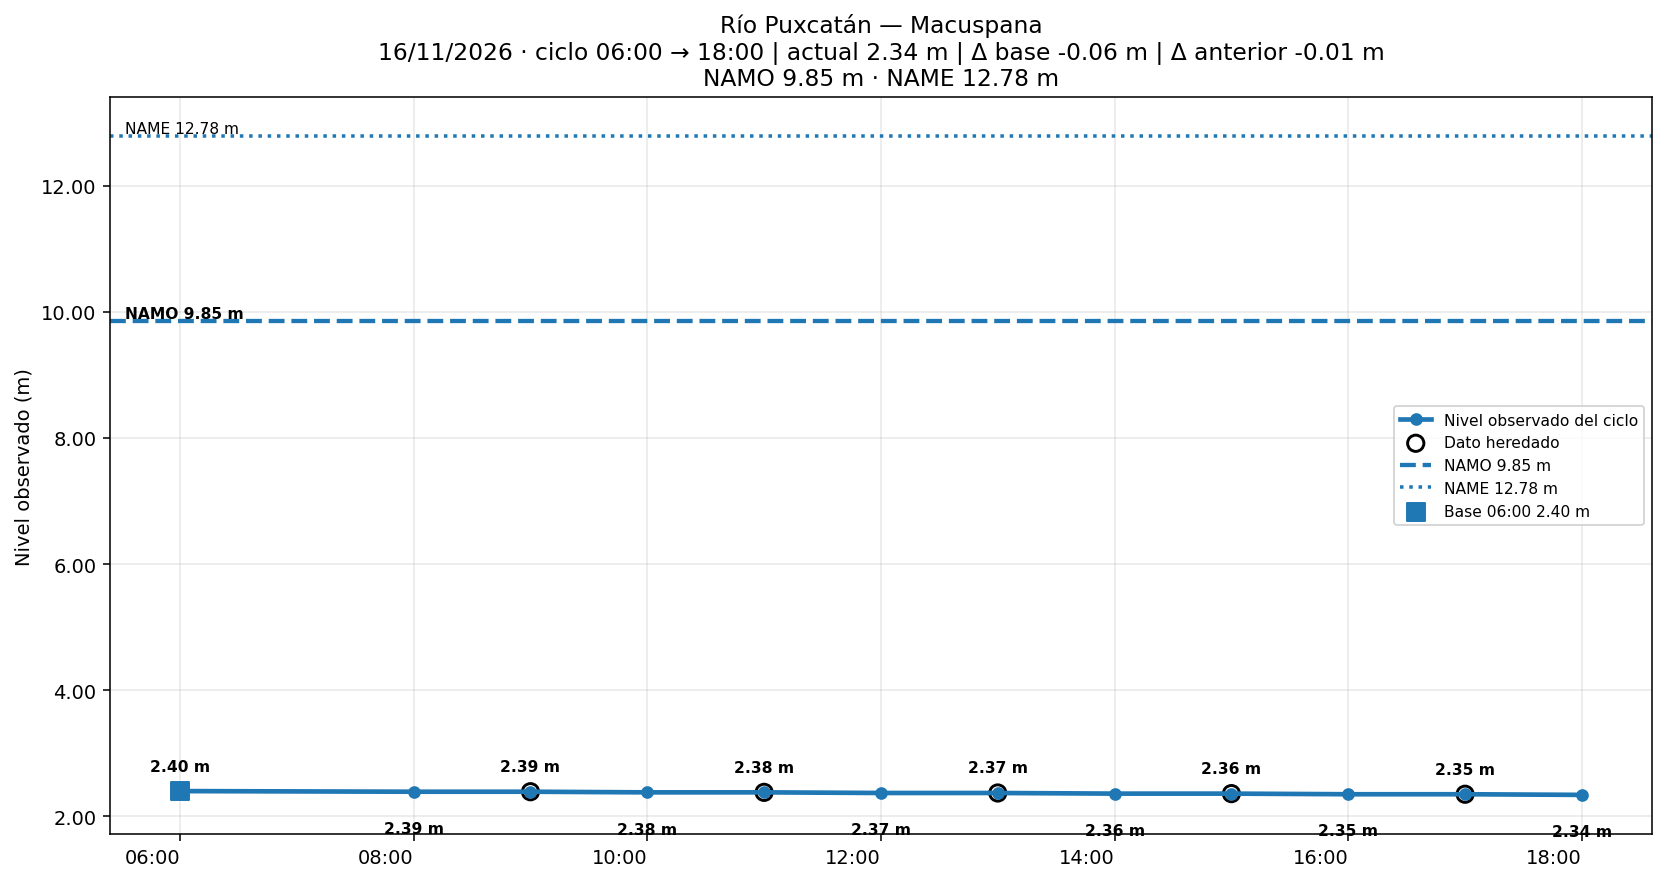 Río Puxcatán — Macuspana
16/11/2026 · ciclo 06:00 → 18:00 | actual 2.34 m | Δ base -0.06 m | Δ anterior -0.01 m
NAMO 9.85 m · NAME 12.78 m
NAME 12.78 m
12.00
NAMO 9.85 m
10.00
Nivel observado (m)
8.00
6.00
4.00
2.00
Nivel observado del ciclo
Dato heredado
NAMO 9.85 m
NAME 12.78 m
Base 06:00 2.40 m
2.40 m
2.39 m
2.38 m
2.37 m
2.36 m
2.35 m
2.39 m
2.38 m
2.37 m
2.36 m
2.35 m
2.34 m
06:00
08:00
10:00
12:00
14:00
16:00
18:00